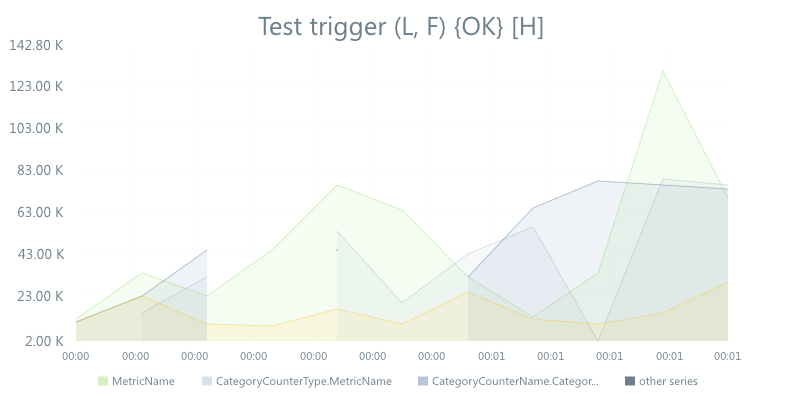 Test trigger (L, F) {OK} [H]
142.80 K
123.00 K
103.00 K
83.00 K
63.00 K
43.00 K
23.00 K
2.00 K
00:00 00:00 00:00 00:00 00:00 00:00 00:00 00:01 00:01 00:01 00:01 00:01
MetricName CategoryCounterType.MetricName CategoryCounterName.Categor... other series